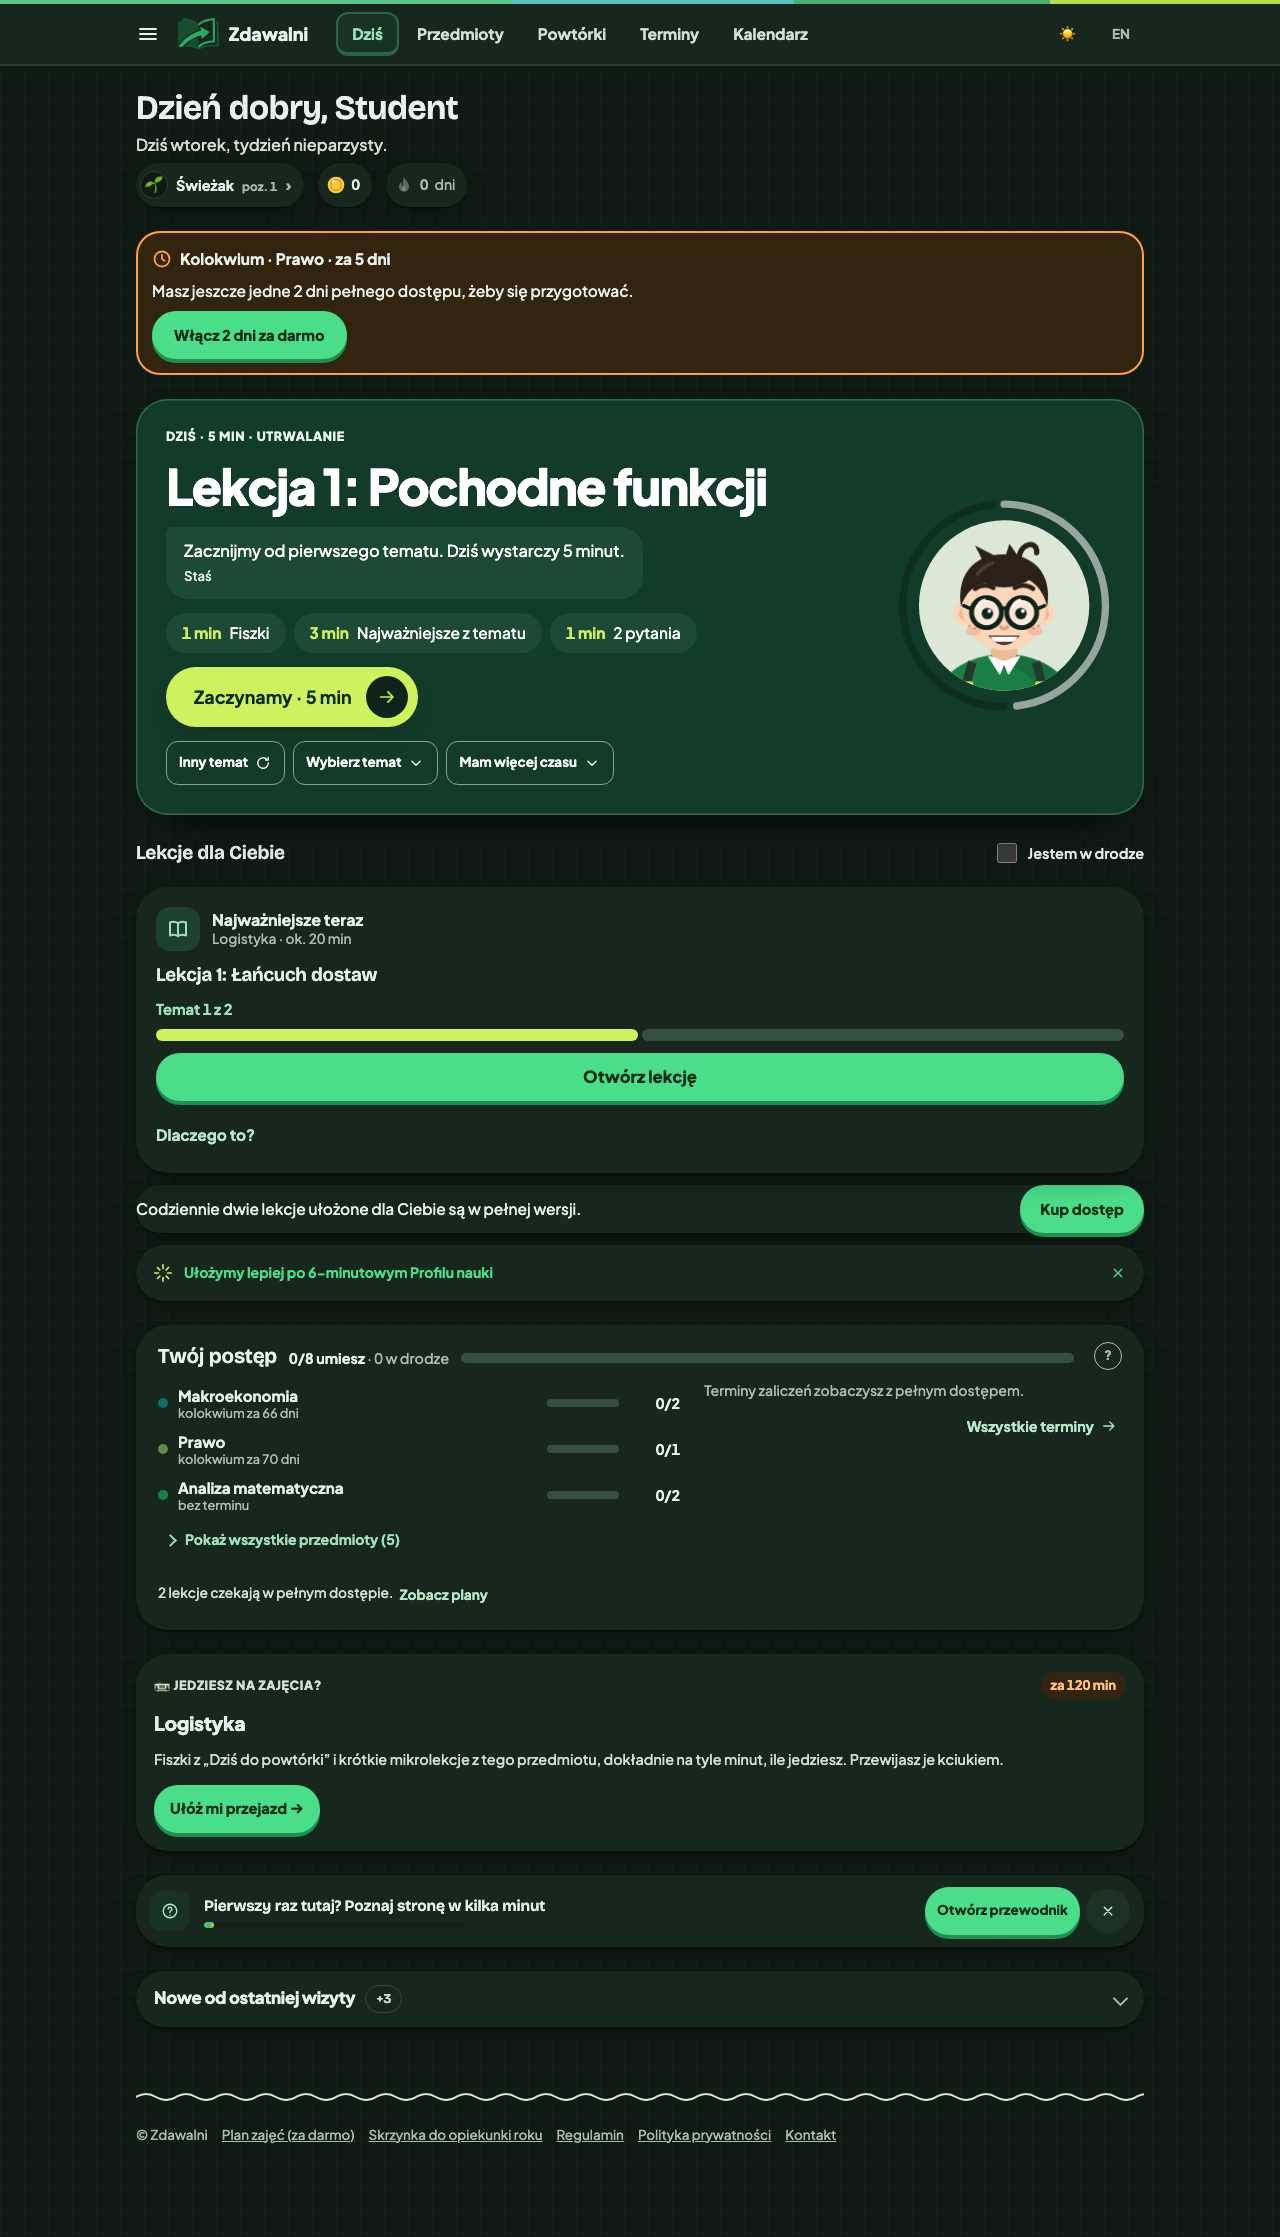 Zdawalni
Dziś
Przedmioty
Powtórki
Terminy
Kalendarz
EN
Dzień dobry, Student
Dziś wtorek, tydzień nieparzysty.
Świeżak poz. 1 ›
0
0 dni
Kolokwium · Prawo · za 5 dni
Masz jeszcze jedne 2 dni pełnego dostępu, żeby się przygotować.
Włącz 2 dni za darmo
DZIŚ · 5 MIN · UTRWALANIE
Lekcja 1: Pochodne funkcji
Zacznijmy od pierwszego tematu. Dziś wystarczy 5 minut.
Staś
1 min Fiszki
3 min Najważniejsze z tematu
1 min 2 pytania
Zaczynamy · 5 min →
Inny temat
Wybierz temat
Mam więcej czasu
Lekcje dla Ciebie
Jestem w drodze
Najważniejsze teraz
Logistyka · ok. 20 min
Lekcja 1: Łańcuch dostaw
Temat 1 z 2
Otwórz lekcję
Dlaczego to?
Codziennie dwie lekcje ułożone dla Ciebie są w pełnej wersji.
Kup dostęp
Ułożymy lepiej po 6-minutowym Profilu nauki
×
Twój postęp
0/8 umiesz · 0 w drodze
?
Makroekonomia
kolokwium za 66 dni
0/2
Prawo
kolokwium za 70 dni
0/1
Analiza matematyczna
bez terminu
0/2
Pokaż wszystkie przedmioty (5)
Terminy zaliczeń zobaczysz z pełnym dostępem.
Wszystkie terminy →
2 lekcje czekają w pełnym dostępie. Zobacz plany
JEDZIESZ NA ZAJĘCIA?
za 120 min
Logistyka
Fiszki z „Dziś do powtórki” i krótkie mikrolekcje z tego przedmiotu, dokładnie na tyle minut, ile jedziesz. Przewijasz je kciukiem.
Ułóż mi przejazd →
Pierwszy raz tutaj? Poznaj stronę w kilka minut
Otwórz przewodnik
×
Nowe od ostatniej wizyty
+3
© Zdawalni
Plan zajęć (za darmo)
Skrzynka do opiekunki roku
Regulamin
Polityka prywatności
Kontakt